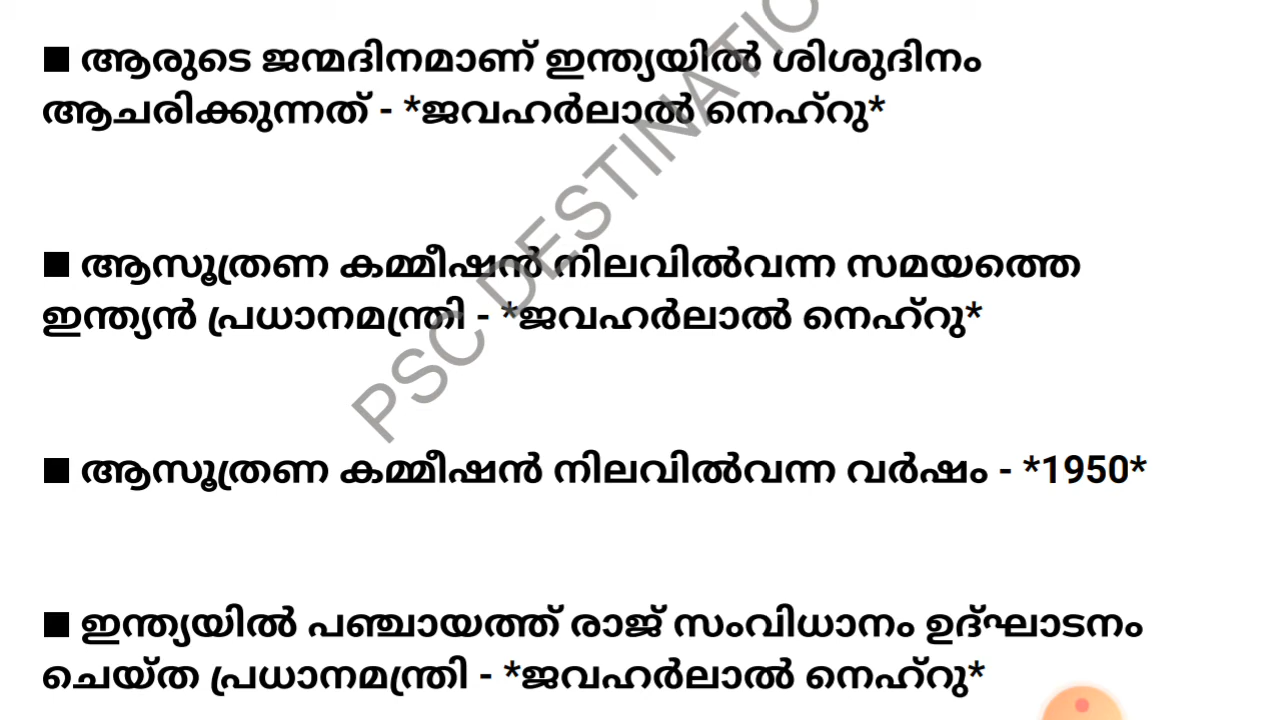 ■ ആരുടെ ജന്മദിനമാണ് ഇന്ത്യയിൽ ശിശുദിനം
ആചരിക്കുന്നത് - *ജവഹർലാൽ നെഹ്റു*
■ ആസൂത്രണ കമ്മീഷൻ നിലവിൽവന്ന സമയത്തെ
ഇന്ത്യൻ പ്രധാനമന്ത്രി - *ജവഹർലാൽ നെഹ്റു*
■ ആസൂത്രണ കമ്മീഷൻ നിലവിൽവന്ന വർഷം - *1950*
■ ഇന്ത്യയിൽ പഞ്ചായത്ത് രാജ് സംവിധാനം ഉദ്ഘാടനം
ചെയ്ത പ്രധാനമന്ത്രി - *ജവഹർലാൽ നെഹ്റു*
PSC DESTINATIO